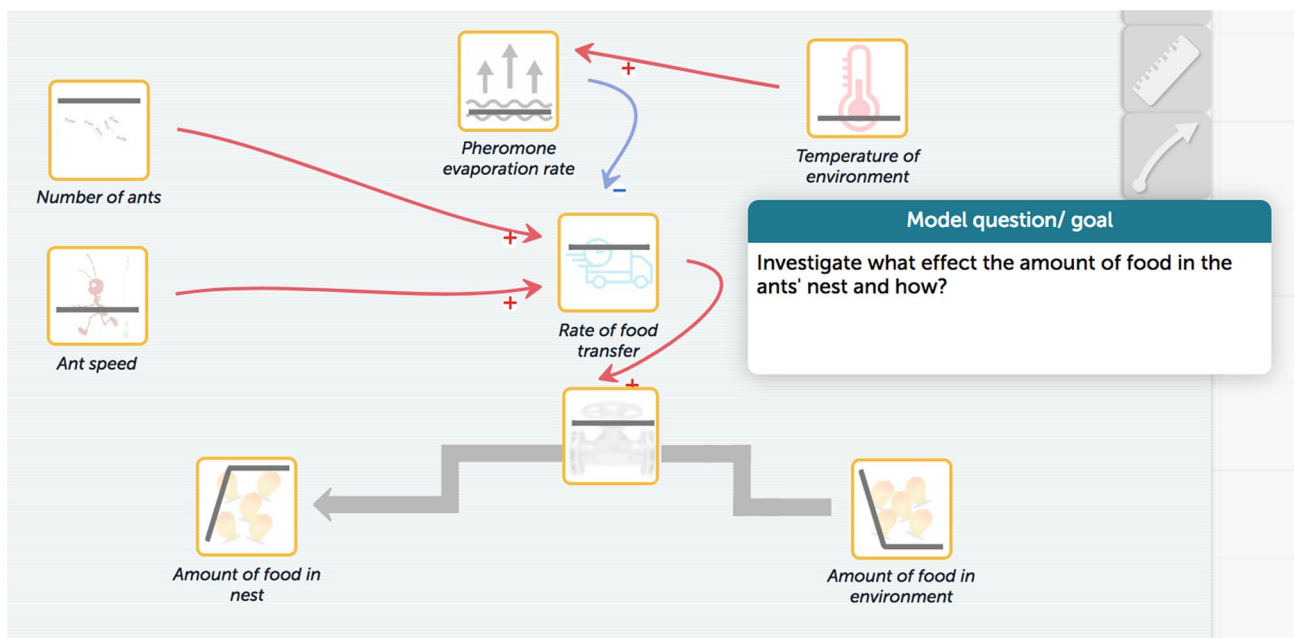 Number of ants
Pheromone
evaporation rate
+
Temperature of
environment
−
+
Ant speed
+
Rate of food
transfer
+
Model question/ goal
Investigate what effect the amount of food in the
ants' nest and how?
Amount of food in
nest
Amount of food in
environment